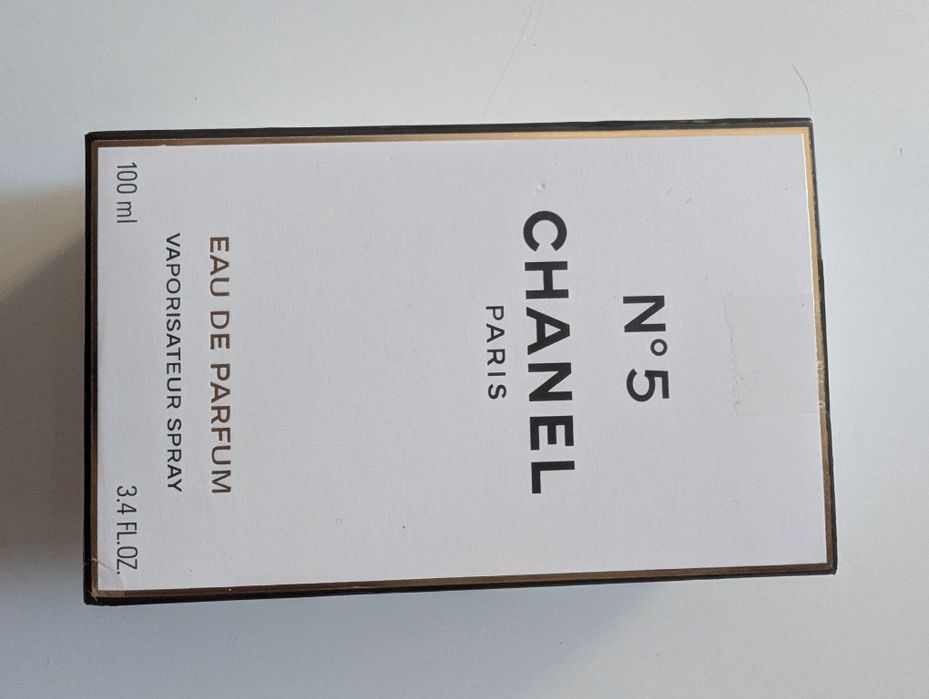 N°5
CHANEL
PARIS
EAU DE PARFUM
VAPORISATEUR SPRAY
100 ml 3.4 FL.OZ.